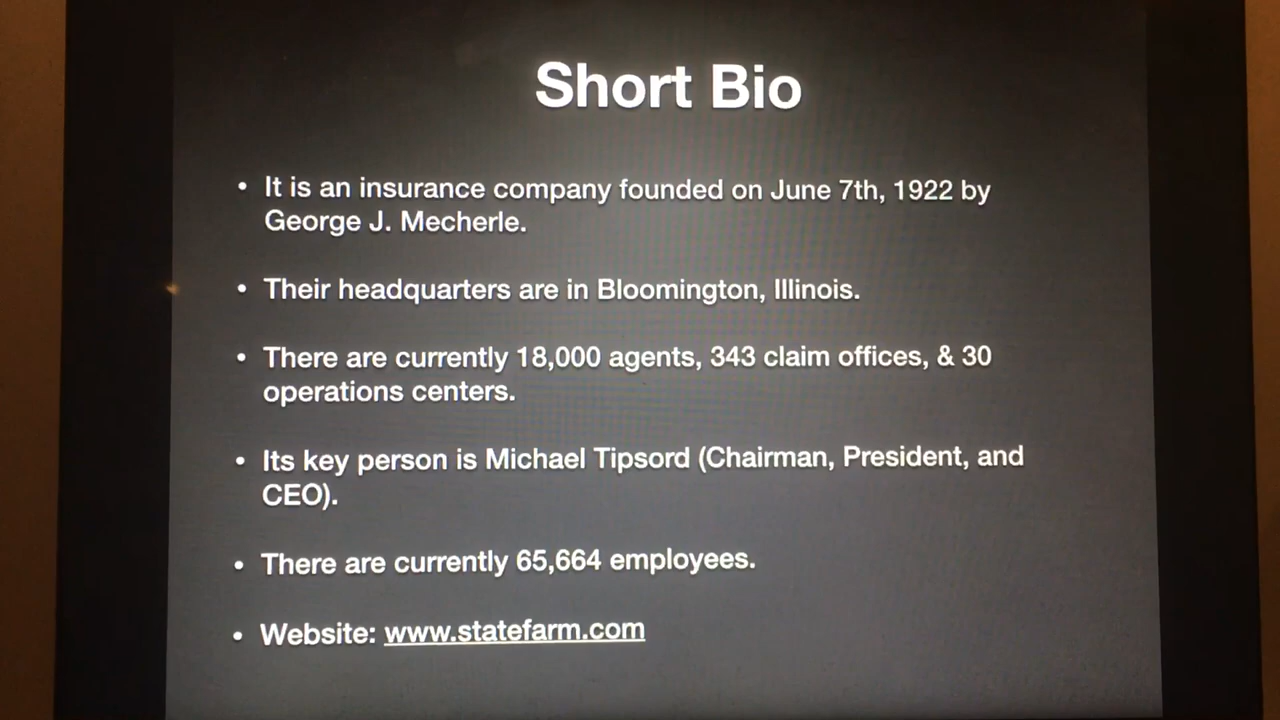 Short Bio
• It is an insurance company founded on June 7th, 1922 by
George J. Mecherle.
• Their headquarters are in Bloomington, Illinois.
• There are currently 18,000 agents, 343 claim offices, & 30
operations centers.
• Its key person is Michael Tipsord (Chairman, President, and
CEO).
• There are currently 65,664 employees.
• Website: www.statefarm.com